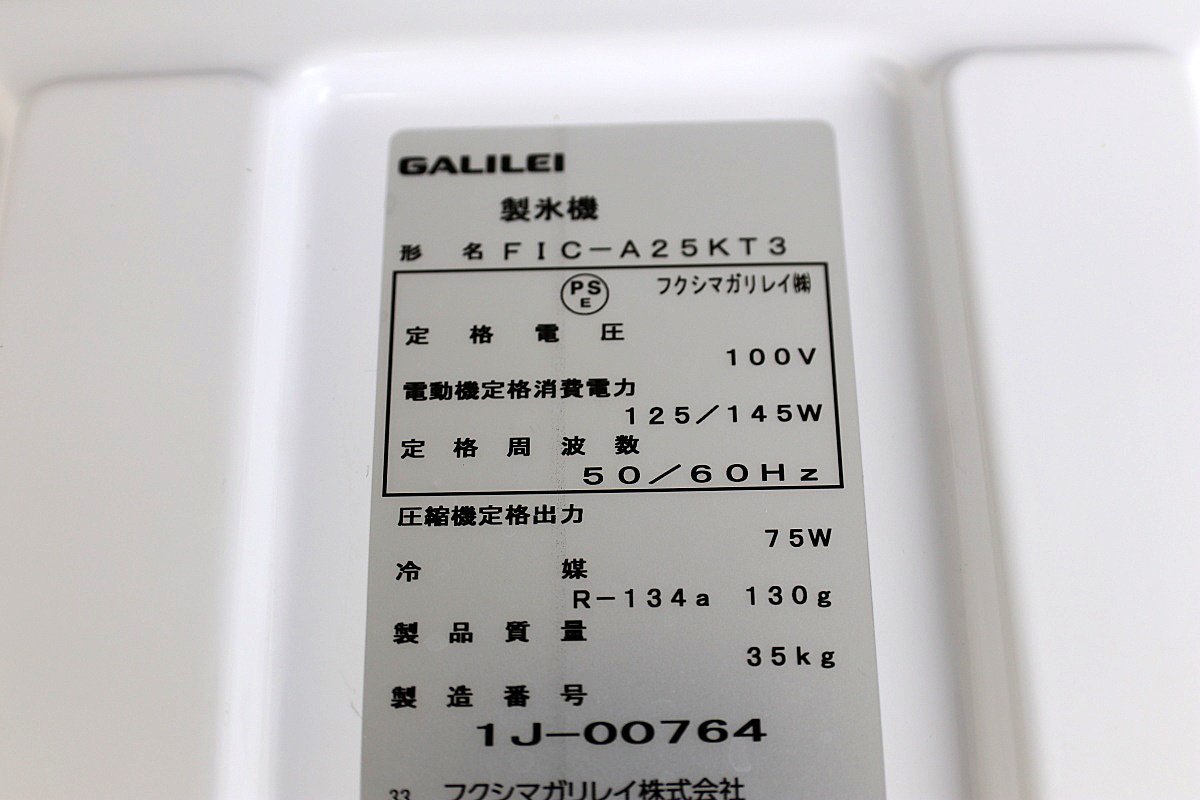 GALILEI
製氷機
形名 FIC-A25KT3
PSE フクシマガリレイ㈱
定格電圧
100V
電動機定格消費電力
125/145W
定格周波数
50/60Hz
圧縮機定格出力
75W
冷媒
R-134a 130g
製品質量
35kg
製造番号
1J-00764
33 フクシマガリレイ株式会社